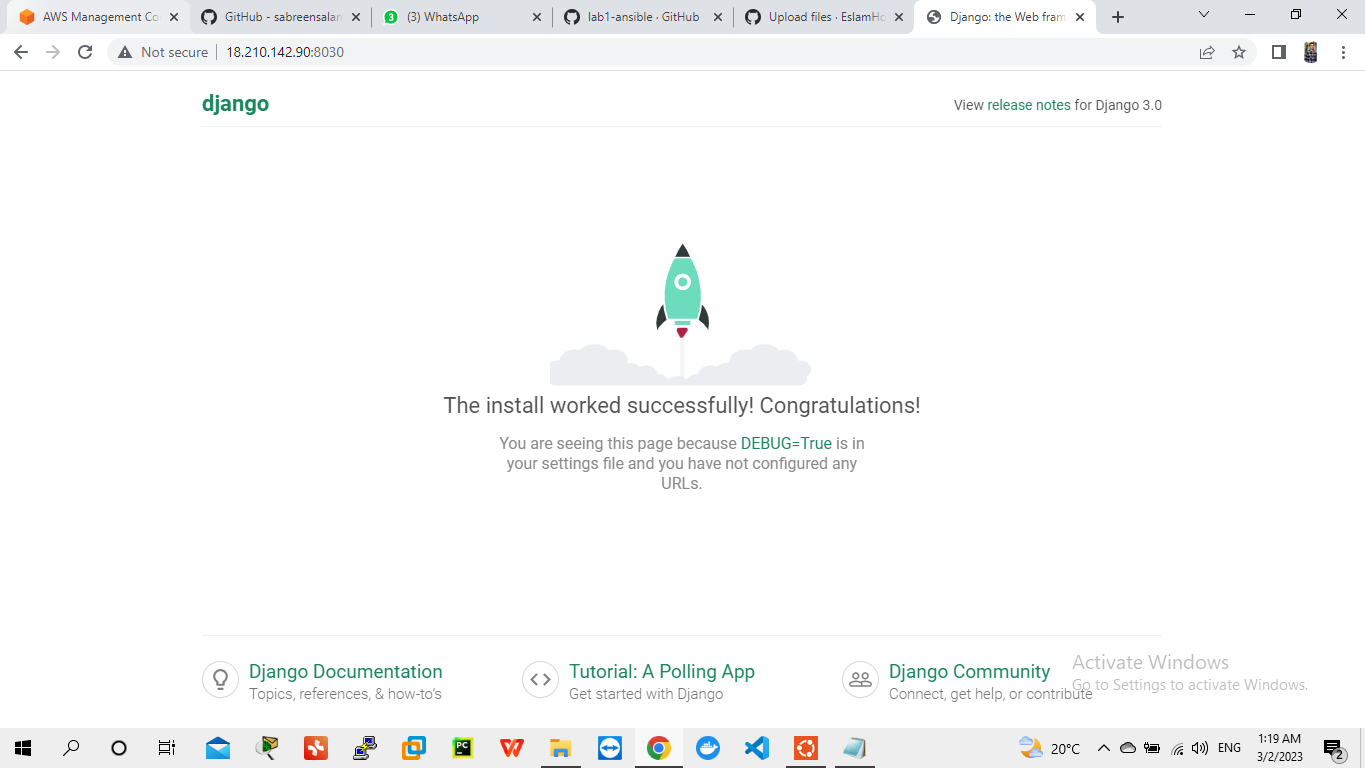 AWS Management Co
GitHub - sabreensalam
3
(3) WhatsApp
lab1-ansible · GitHub
Upload files · EslamHo
Django: the Web fram
Not secure
18.210.142.90:8030
django
View release notes for Django 3.0
The install worked successfully! Congratulations!
You are seeing this page because DEBUG=True is in
your settings file and you have not configured any
URLs.
Django Documentation
Topics, references, & how-to's
Tutorial: A Polling App
Get started with Django
Django Community
Connect, get help, or contribute
Activate Windows
Go to Settings to activate Windows.
PC
W
20°C
ENG
1:19 AM
3/2/2023
2